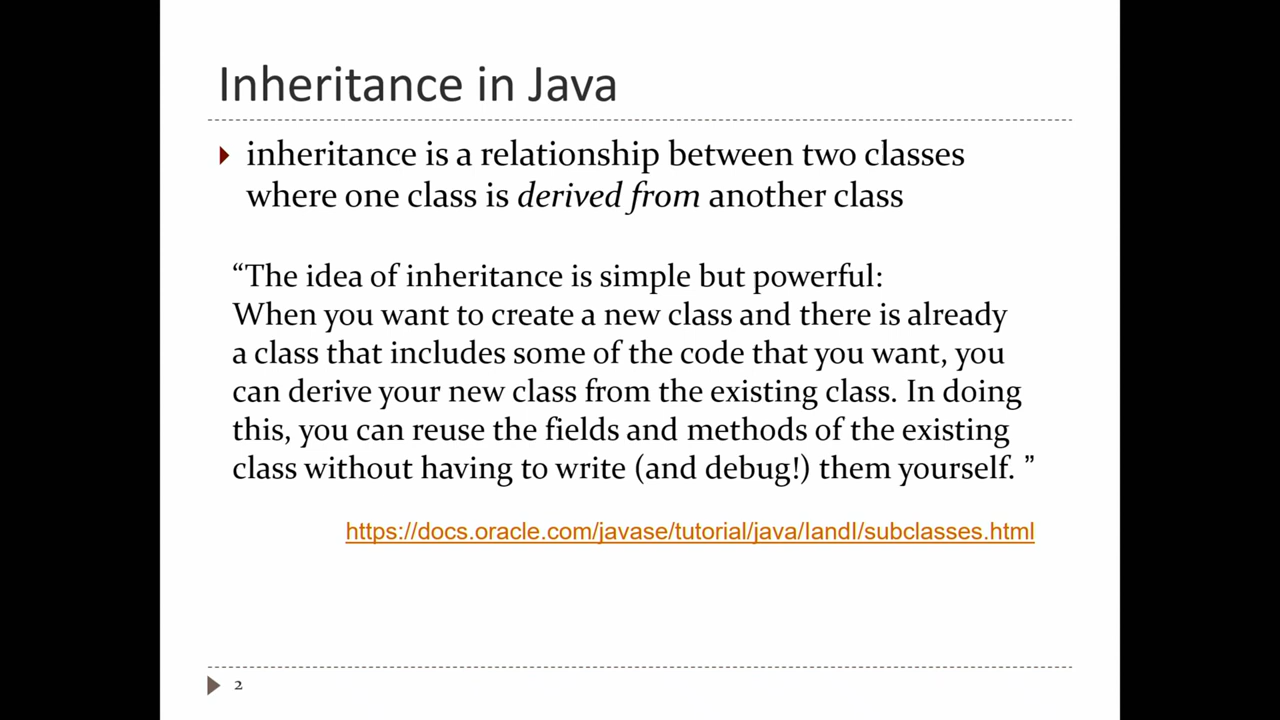 Inheritance in Java
inheritance is a relationship between two classes
where one class is derived from another class
“The idea of inheritance is simple but powerful:
When you want to create a new class and there is already
a class that includes some of the code that you want, you
can derive your new class from the existing class. In doing
this, you can reuse the fields and methods of the existing
class without having to write (and debug!) them yourself. ”
https://docs.oracle.com/javase/tutorial/java/IandI/subclasses.html
2